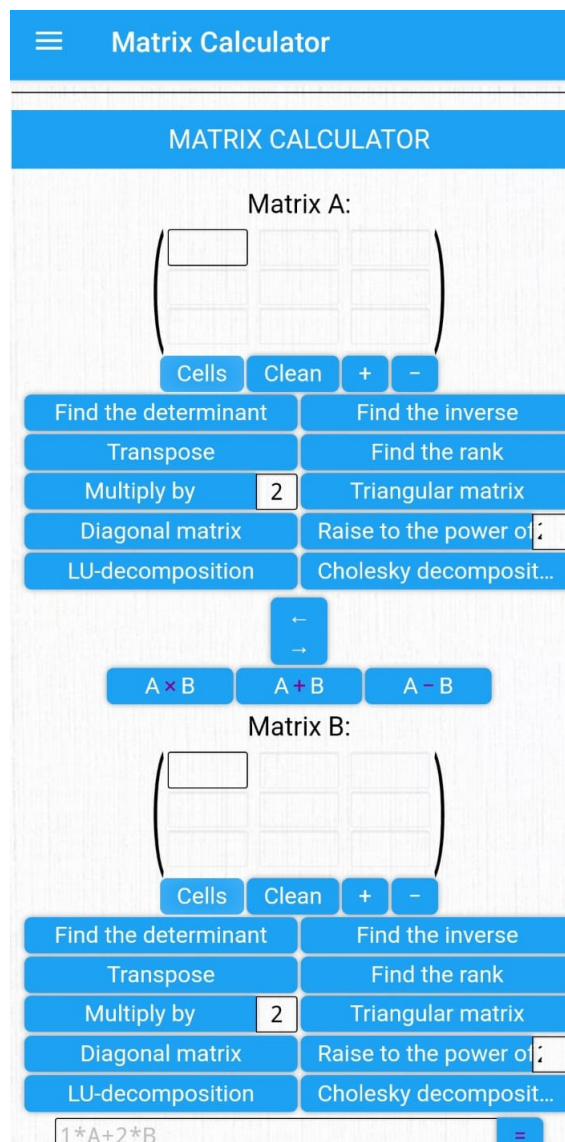 Matrix Calculator
MATRIX CALCULATOR
Matrix A:
Cells Clean + −
Find the determinant Find the inverse
Transpose Find the rank
Multiply by 2 Triangular matrix
Diagonal matrix Raise to the power of
LU-decomposition Cholesky decomposit...
←
→
A × B A + B A − B
Matrix B:
Cells Clean + −
Find the determinant Find the inverse
Transpose Find the rank
Multiply by 2 Triangular matrix
Diagonal matrix Raise to the power of
LU-decomposition Cholesky decomposit...
1*A+2*B =